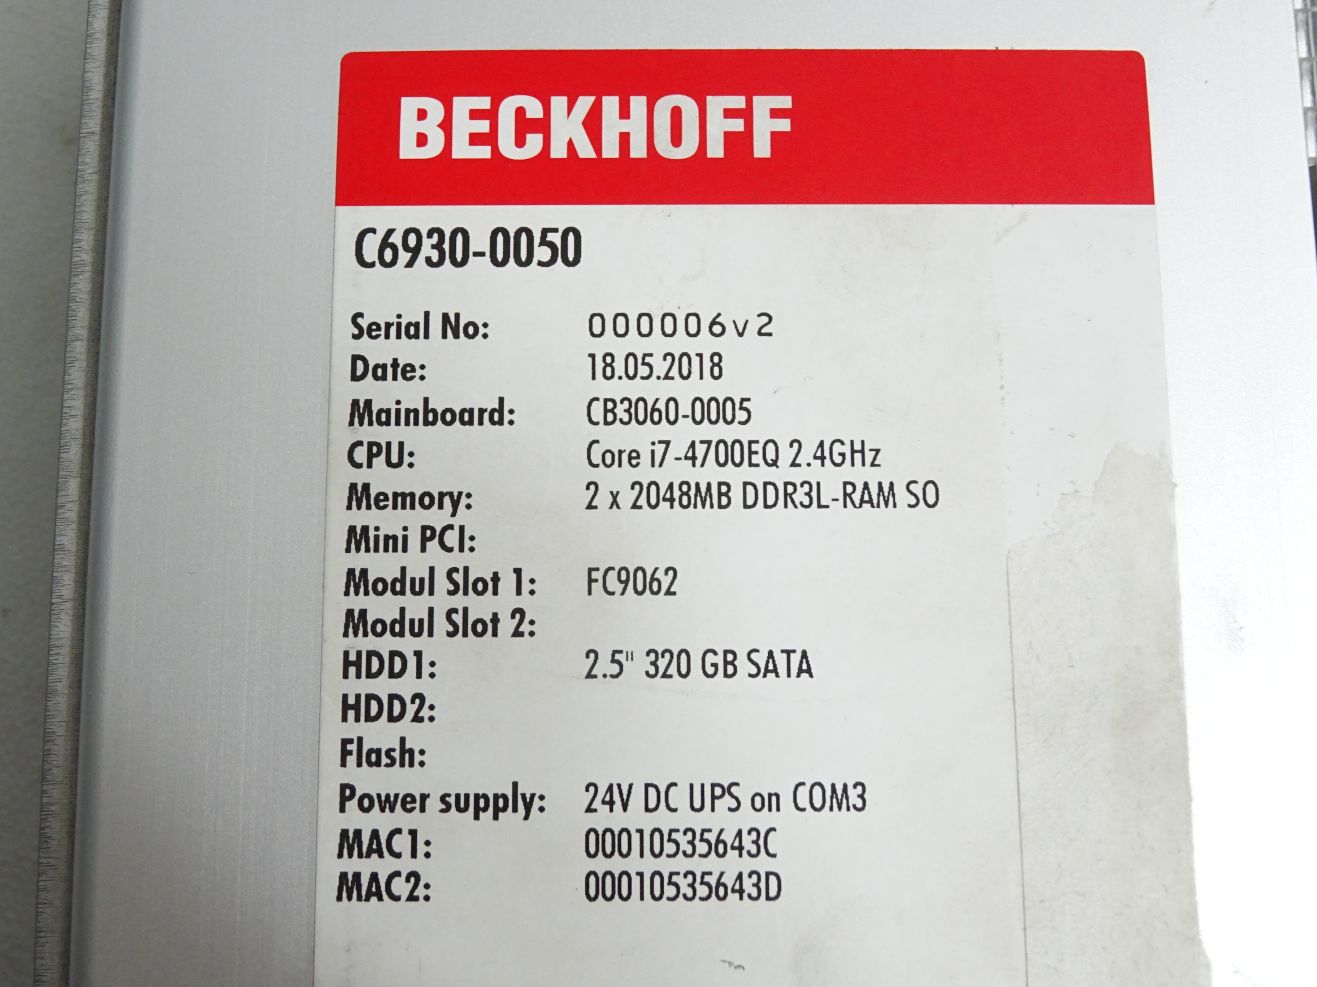 BECKHOFF
C6930-0050
Serial No: 000006v2
Date: 18.05.2018
Mainboard: CB3060-0005
CPU: Core i7-4700EQ 2.4GHz
Memory: 2 x 2048MB DDR3L-RAM SO
Mini PCI:
Modul Slot 1: FC9062
Modul Slot 2:
HDD1: 2.5" 320 GB SATA
HDD2:
Flash:
Power supply: 24V DC UPS on COM3
MAC1: 00010535643C
MAC2: 00010535643D